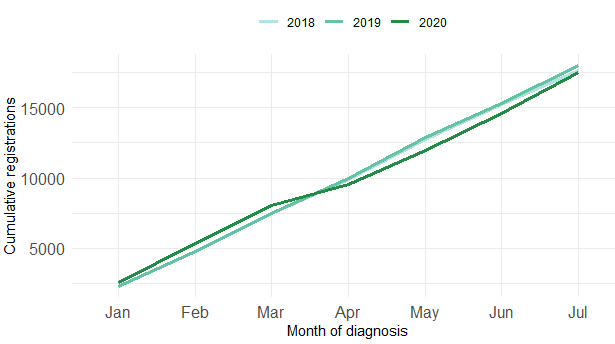 2018 2019 2020
Cumulative registrations
15000
10000
5000
Jan Feb Mar Apr May Jun Jul
Month of diagnosis